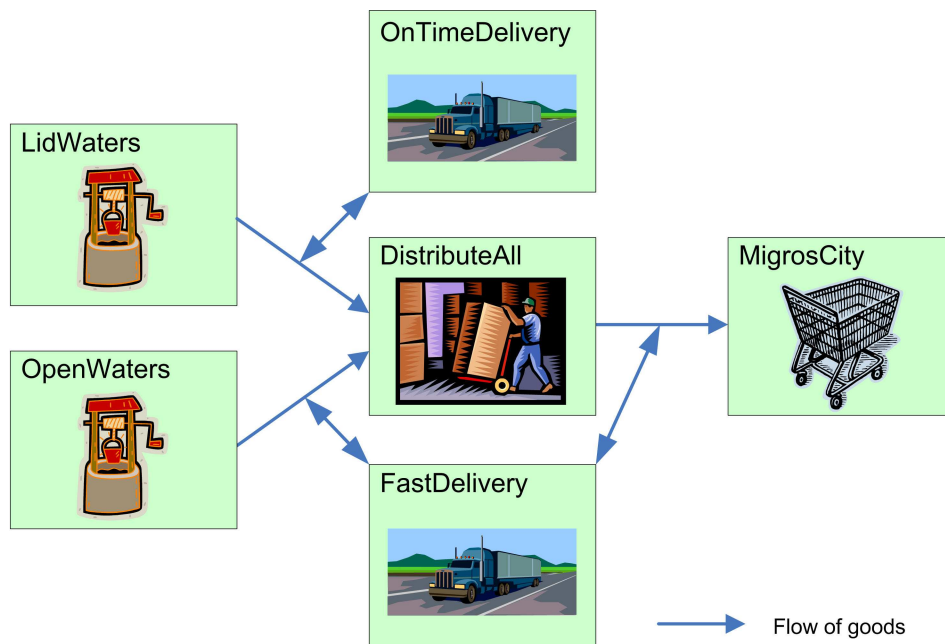 OnTimeDelivery
LidWaters
DistributeAll
MigrosCity
OpenWaters
FastDelivery
Flow of goods